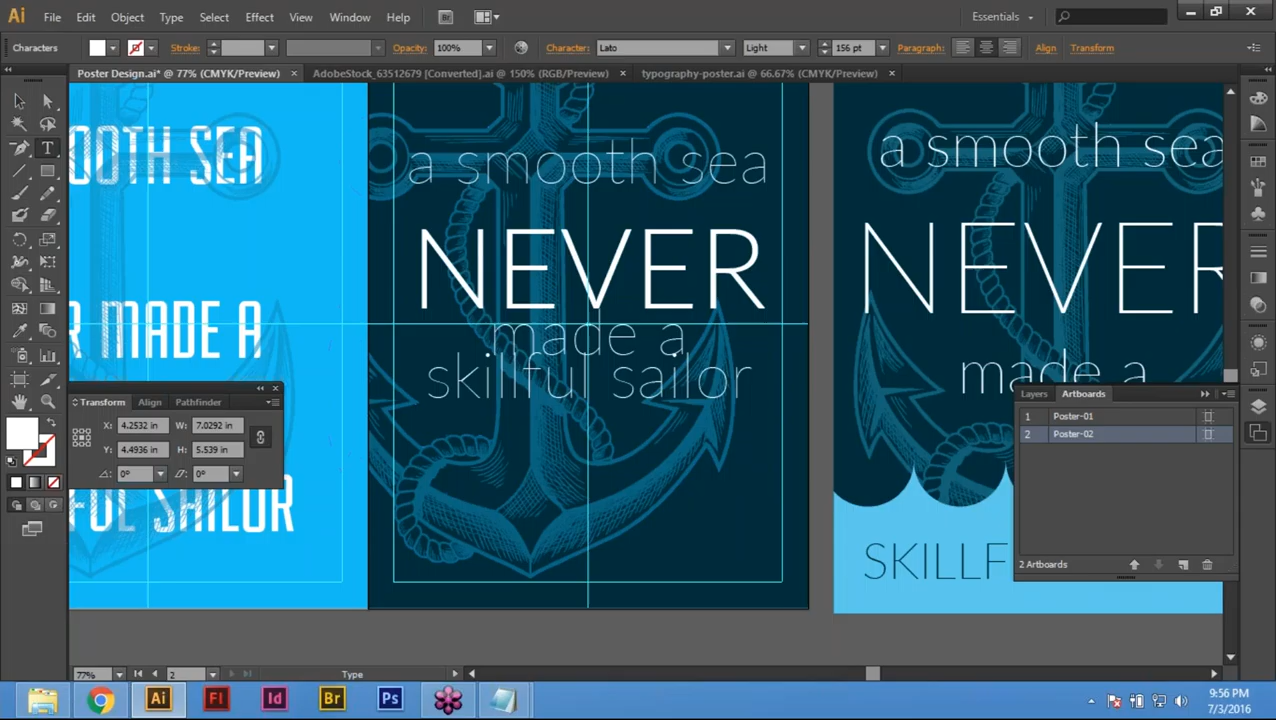 Ai File Edit Object Type Select Effect View Window Help Br Essentials
Characters Stroke: Opacity: 100% Character: Lato Light 156 pt Paragraph: Align Transform
Poster Design.ai* @ 77% (CMYK/Preview) × AdobeStock_63512679 [Converted].ai @ 150% (RGB/Preview) × typography-poster.ai @ 66.67% (CMYK/Preview) ×
OOTH SEA
R MADE A
FUL SAILOR
a smooth sea
NEVER
made a
skillful sailor
a smooth sea
NEVER
made a
SKILLF
Transform Align Pathfinder
X: 4.2532 in W: 7.0292 in
Y: 4.4936 in H: 5.539 in
0° 0°
Layers Artboards
1 Poster-01
2 Poster-02
2 Artboards
77% 2 Type
Ai Fl Id Br Ps
9:56 PM
7/3/2016